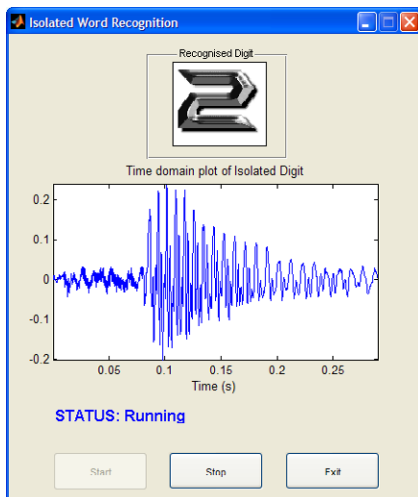 Isolated Word Recognition
Recognised Digit
2
Time domain plot of Isolated Digit
0.2
0.1
0
-0.1
-0.2
0.05 0.1 0.15 0.2 0.25
Time (s)
STATUS: Running
Start Stop Exit